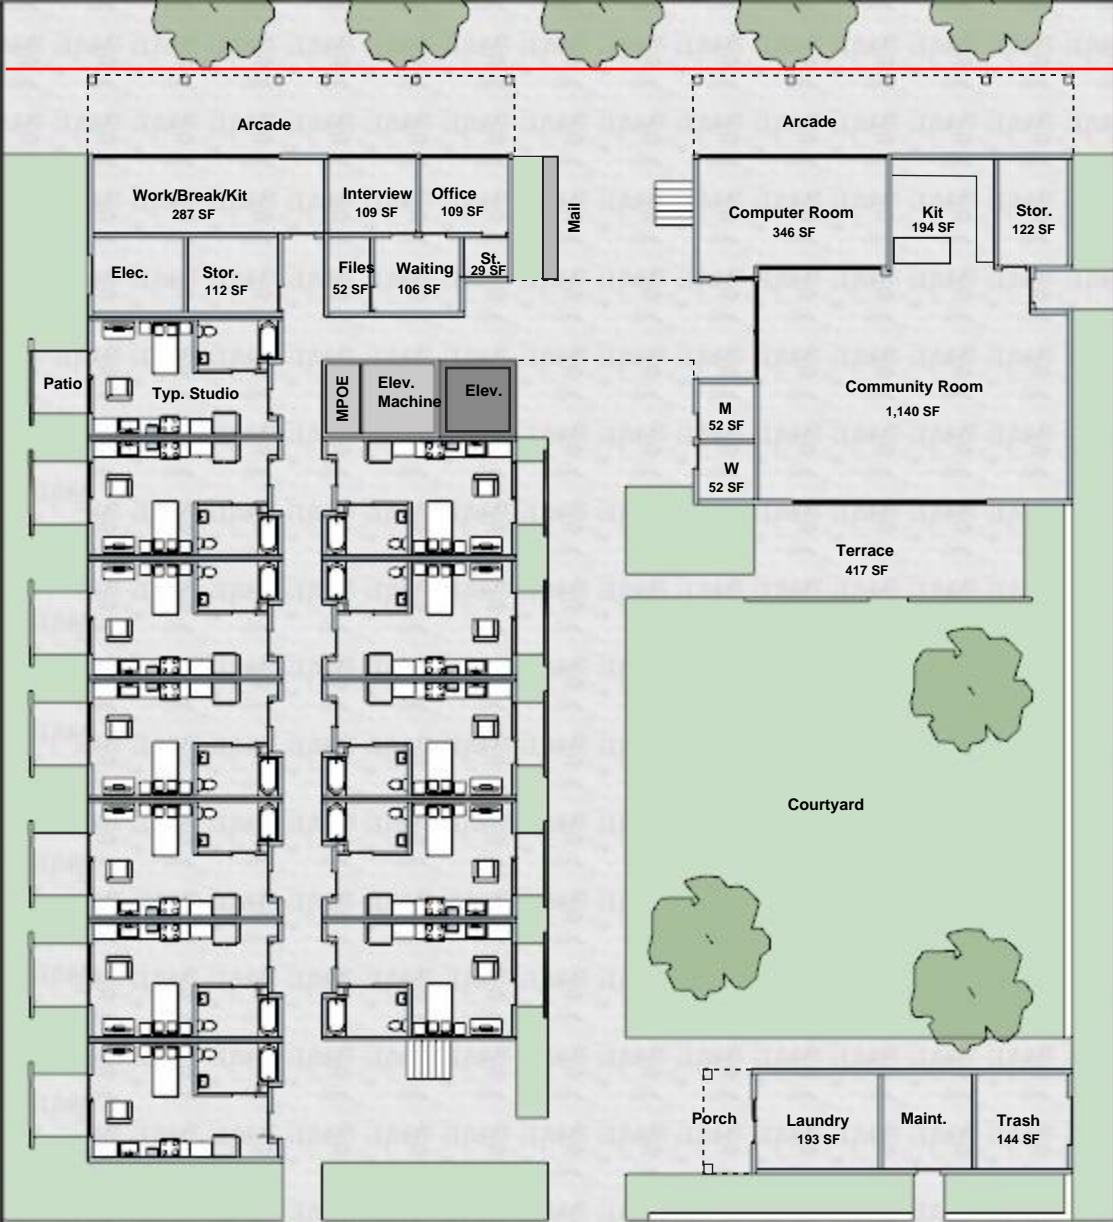 Arcade
Arcade
Work/Break/Kit
287 SF
Interview
109 SF
Office
109 SF
Mail
Computer Room
346 SF
Kit
194 SF
Stor.
122 SF
Elec.
Stor.
112 SF
Files
52 SF
Waiting
106 SF
St.
29 SF
Patio
Typ. Studio
MPOE
Elev.
Machine
Elev.
Community Room
1,140 SF
M
52 SF
W
52 SF
Terrace
417 SF
Courtyard
Porch
Laundry
193 SF
Maint.
Trash
144 SF